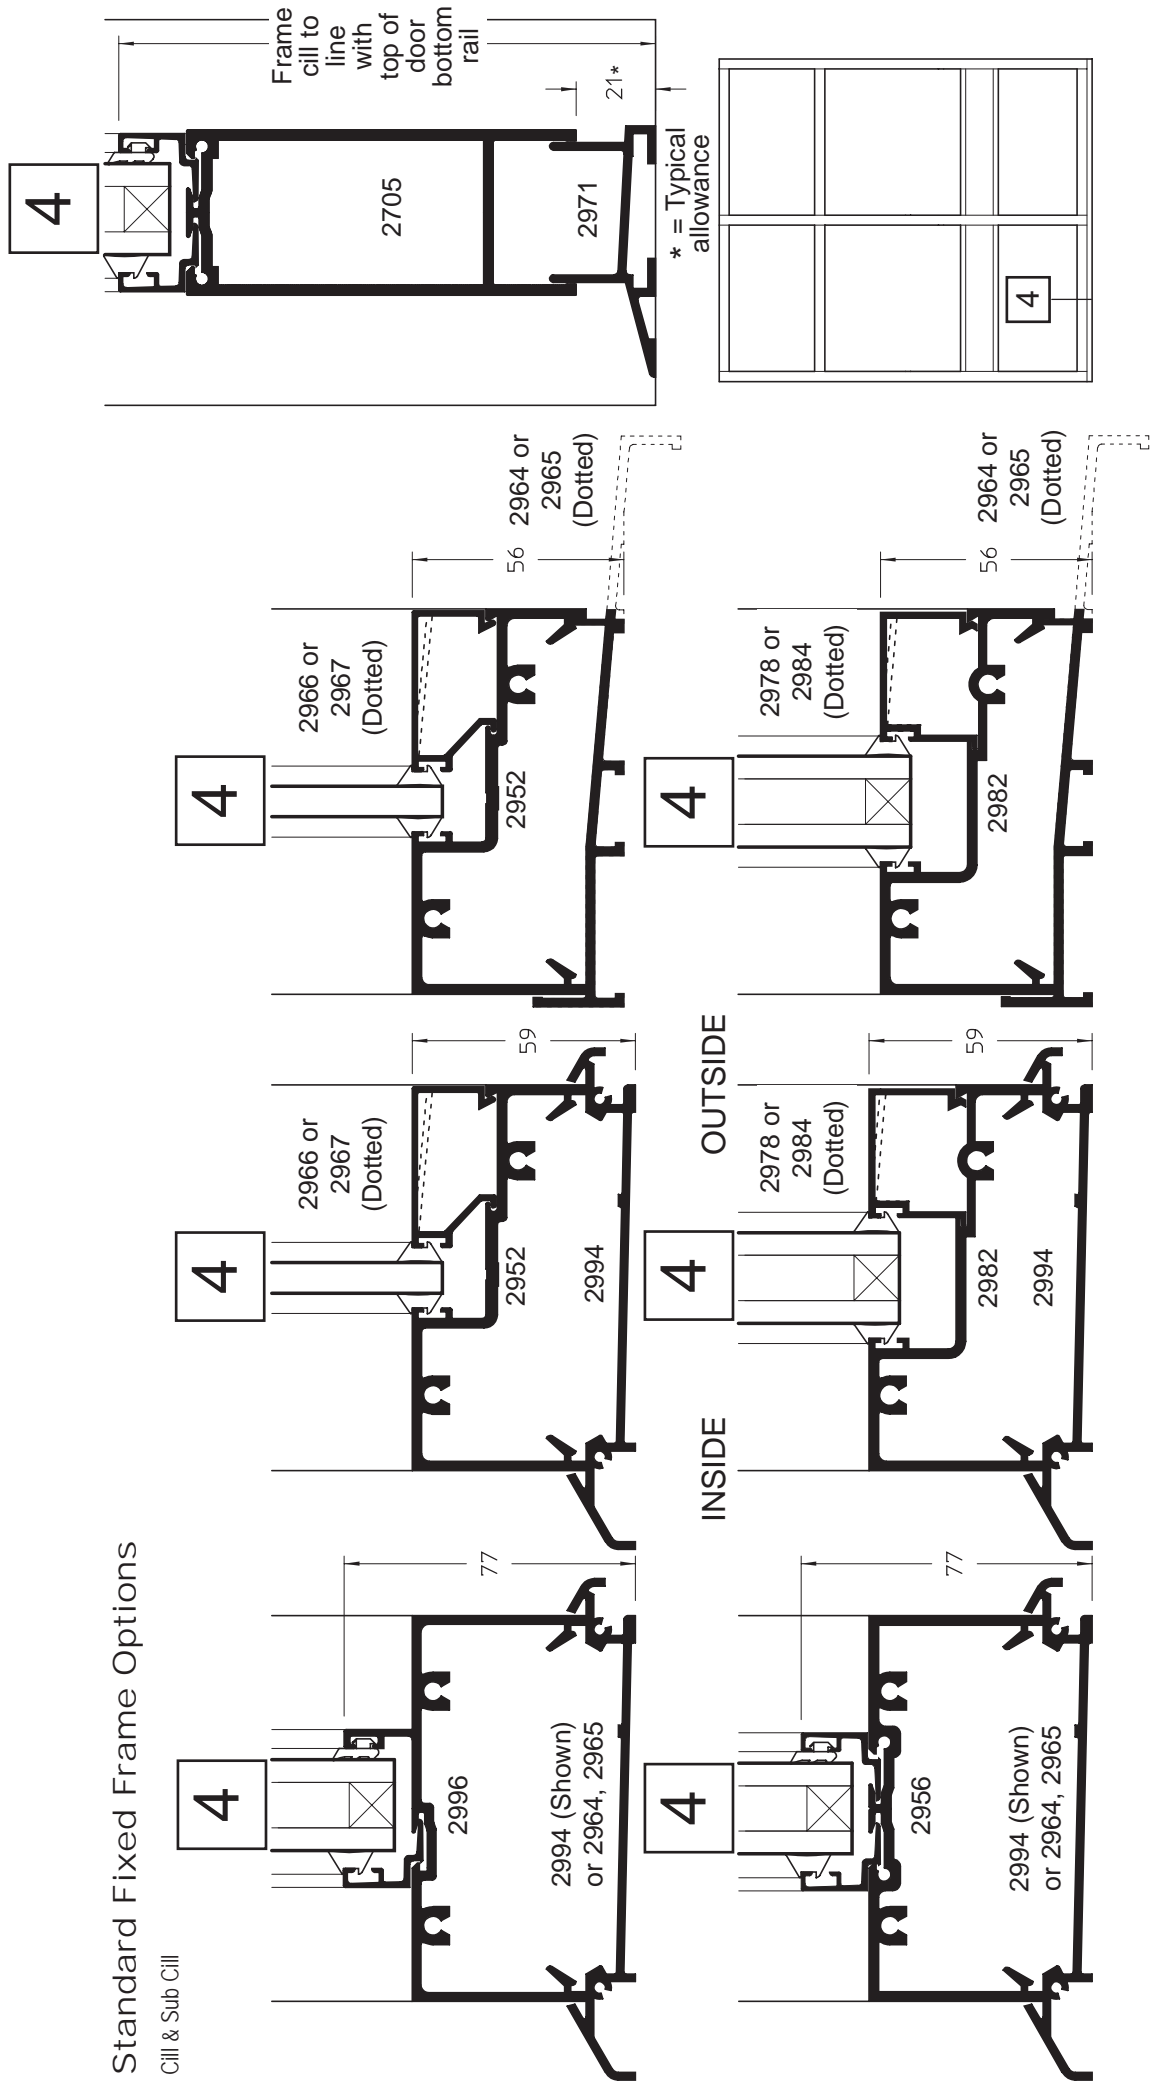 Standard Fixed Frame Options
Cill & Sub Cill
4
2996
2994 (Shown)
or 2964, 2965
77
4
2966 or
2967
(Dotted)
2952
2994
59
4
2966 or
2967
(Dotted)
2952
56
2964 or
2965
(Dotted)
4
2705
2971
Frame
cill to
line
with
top of
door
bottom
rail
21*
* = Typical
allowance
INSIDE
OUTSIDE
4
2956
2994 (Shown)
or 2964, 2965
77
4
2978 or
2984
(Dotted)
2982
2994
59
4
2978 or
2984
(Dotted)
2982
56
2964 or
2965
(Dotted)
4